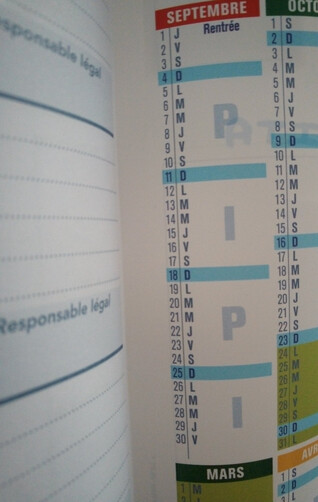 Responsable légal
Responsable légal
SEPTEMBRE
1 J Rentrée
2 V
3 S
4 D
5 L
6 M
7 M
8 J
9 V
10 S
11 D
12 L
13 M
14 M
15 J
16 V
17 S
18 D
19 L
20 M
21 M
22 J
23 V
24 S
25 D
26 L
27 M
28 M
29 J
30 V
P
I
P
I
MARS
1 M
OCTO
1 S
2 D
3 L
4 M
5 M
6 J
7 V
8 S
9 D
10 L
11 M
12 M
13 J
14 V
15 S
16 D
17 L
18 M
19 M
20 J
21 V
22 S
23 D
24 L
25 M
26 M
27 J
28 V
29 S
30 D
31 L
AVR
1 S
2 D